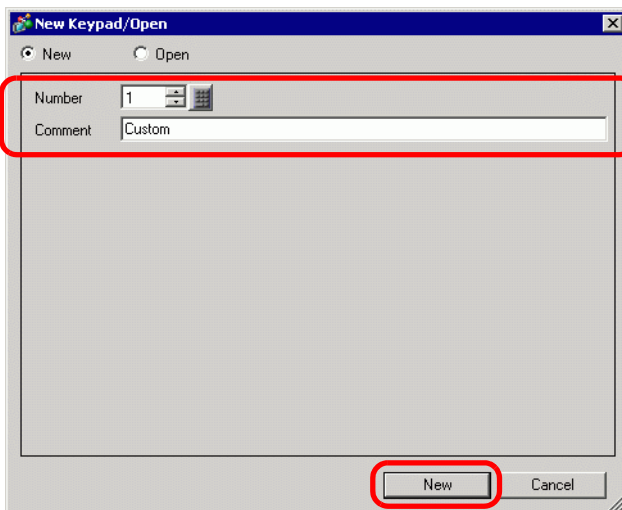 New Keypad/Open
New Open
Number 1
Comment Custom
New Cancel